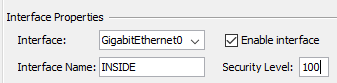 Interface Properties
Interface: GigabitEthernet0 Enable interface
Interface Name: INSIDE Security Level: 100